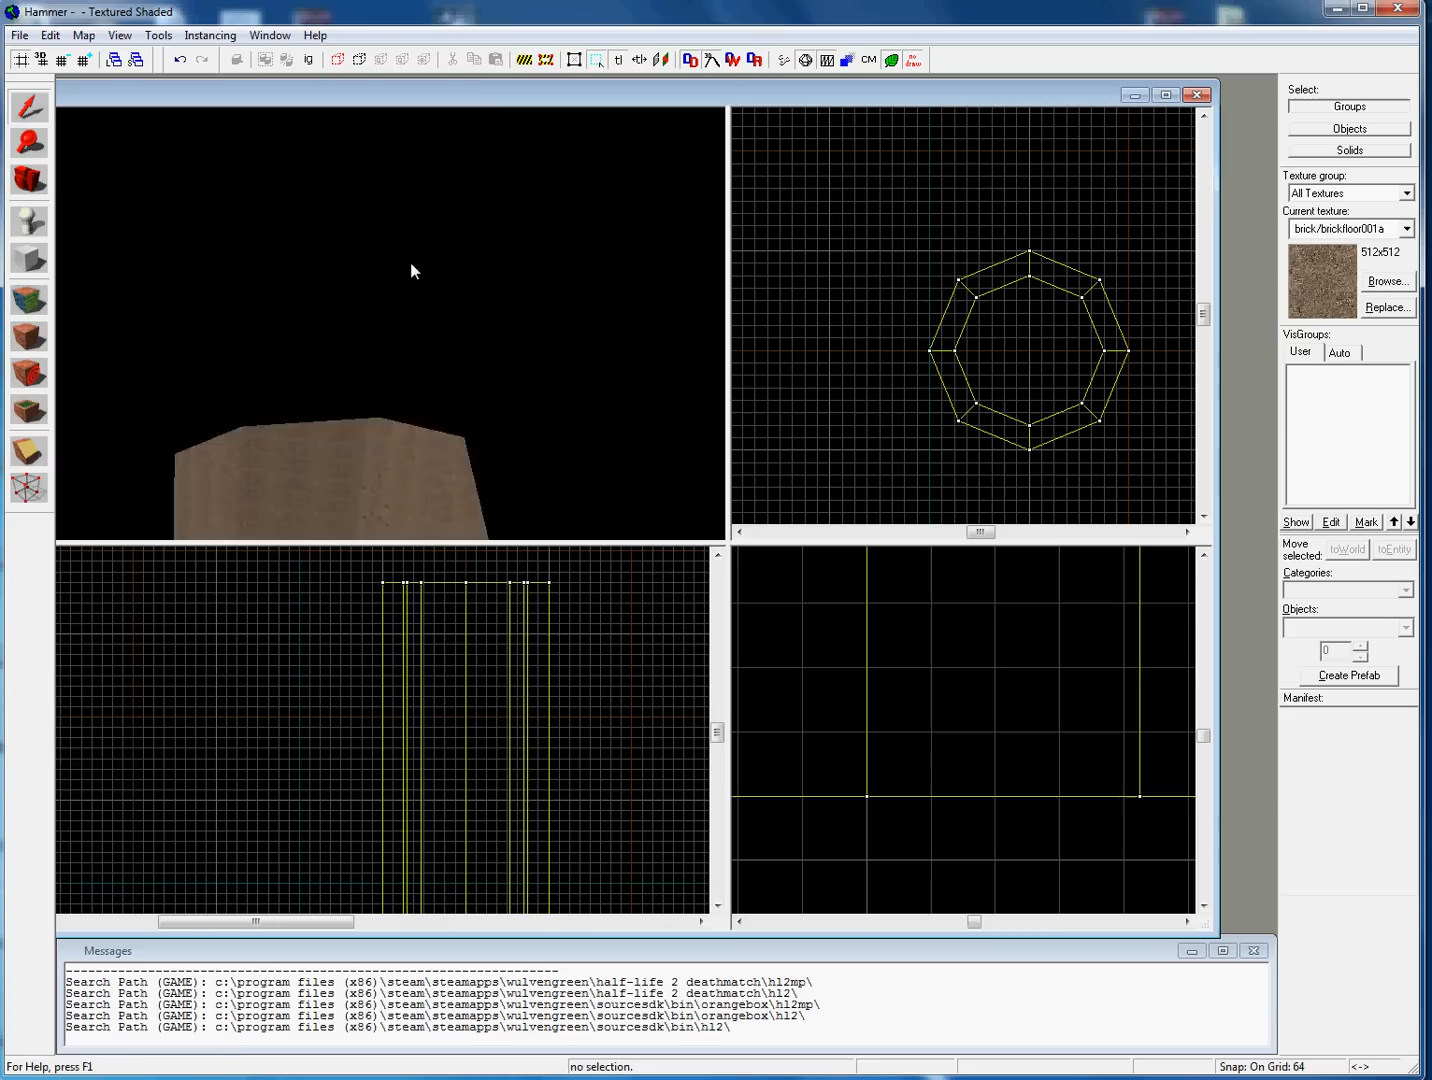 Hammer - - Textured Shaded
File Edit Map View Tools Instancing Window Help
3D ig tl +tl+ CM no draw
Select:
Groups
Objects
Solids
Texture group:
All Textures
Current texture:
brick/brickfloor001a
512x512
Browse...
Replace...
VisGroups:
User Auto
Show Edit Mark
Move selected: toWorld toEntity
Categories:
Objects:
0
Create Prefab
Manifest:
Messages
-----------------------------------------------------------------
Search Path (GAME): c:\program files (x86)\steam\steamapps\wulvengreen\half-life 2 deathmatch\hl2mp\
Search Path (GAME): c:\program files (x86)\steam\steamapps\wulvengreen\half-life 2 deathmatch\hl2\
Search Path (GAME): c:\program files (x86)\steam\steamapps\wulvengreen\sourcesdk\bin\orangebox\hl2mp\
Search Path (GAME): c:\program files (x86)\steam\steamapps\wulvengreen\sourcesdk\bin\orangebox\hl2\
Search Path (GAME): c:\program files (x86)\steam\steamapps\wulvengreen\sourcesdk\bin\hl2\
For Help, press F1
no selection.
Snap: On Grid: 64
<->